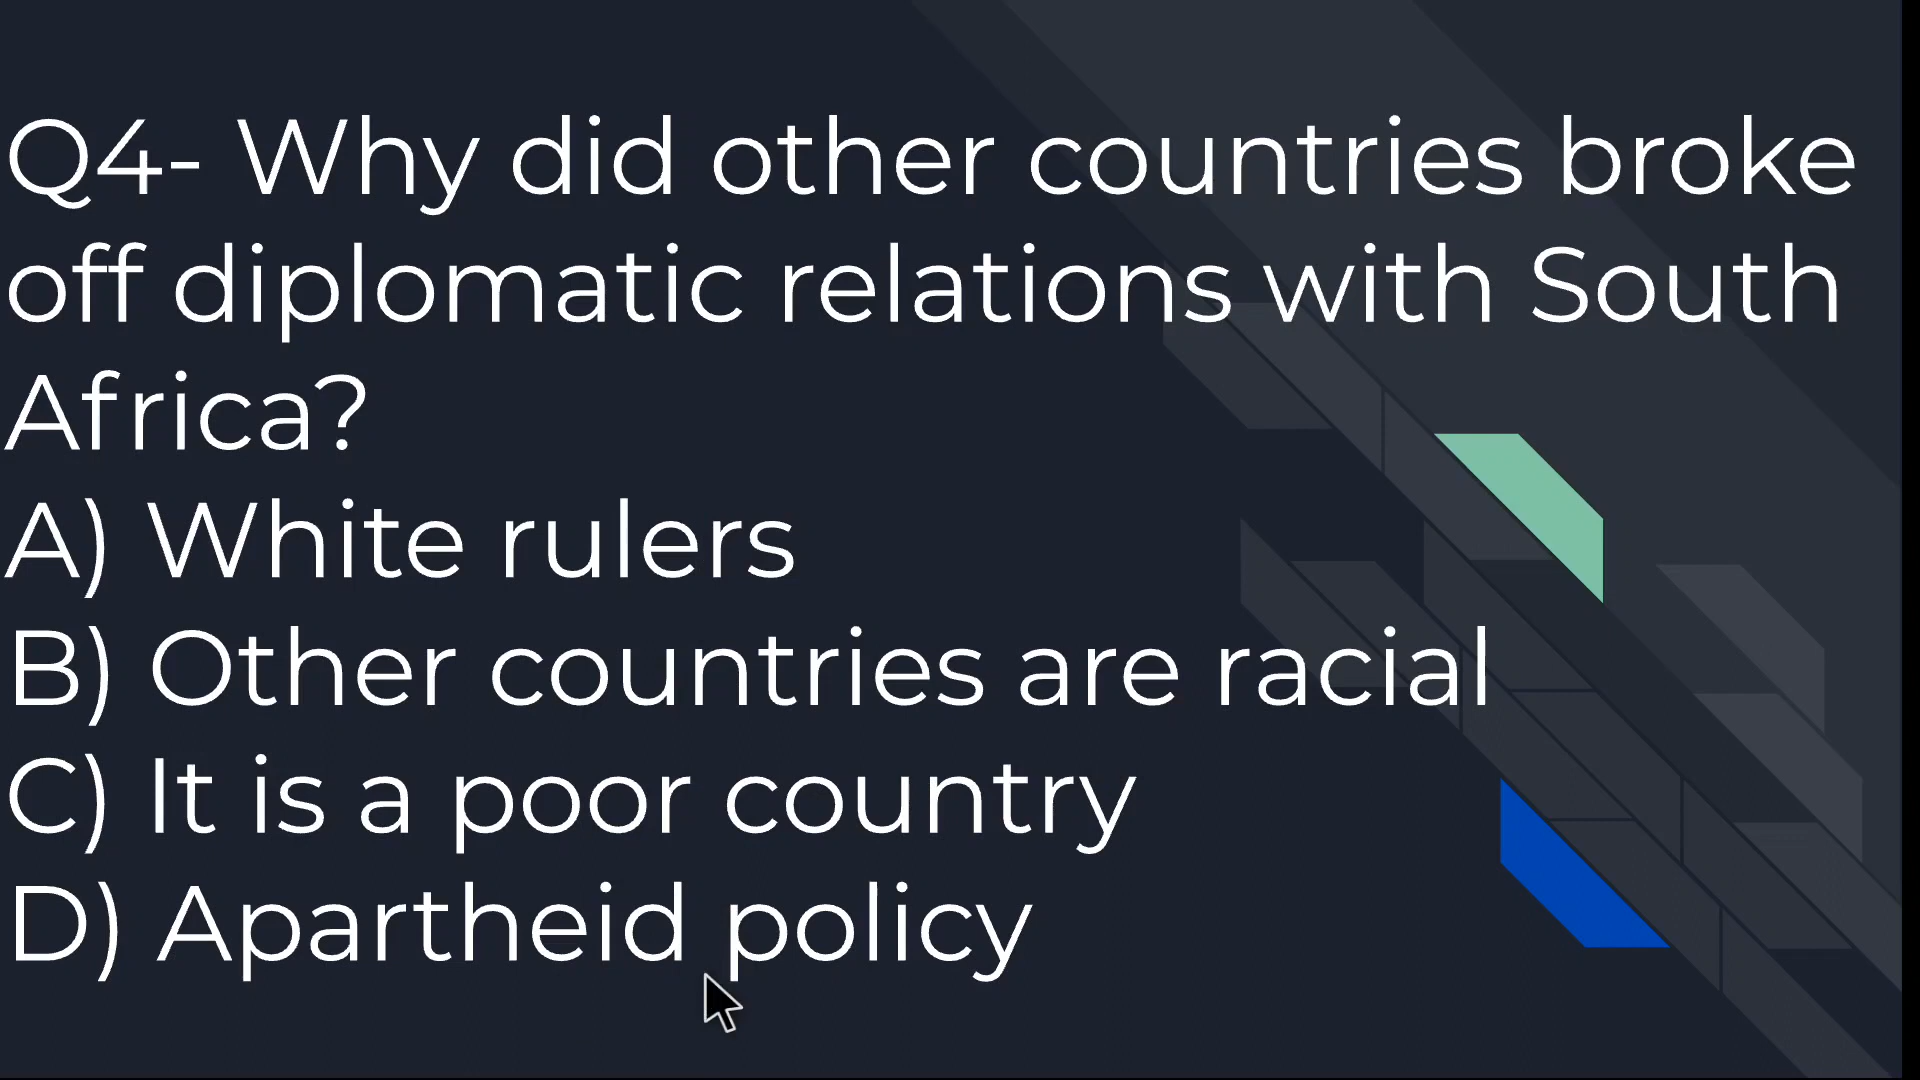 Q4- Why did other countries broke
off diplomatic relations with South
Africa?
A) White rulers
B) Other countries are racial
C) It is a poor country
D) Apartheid policy